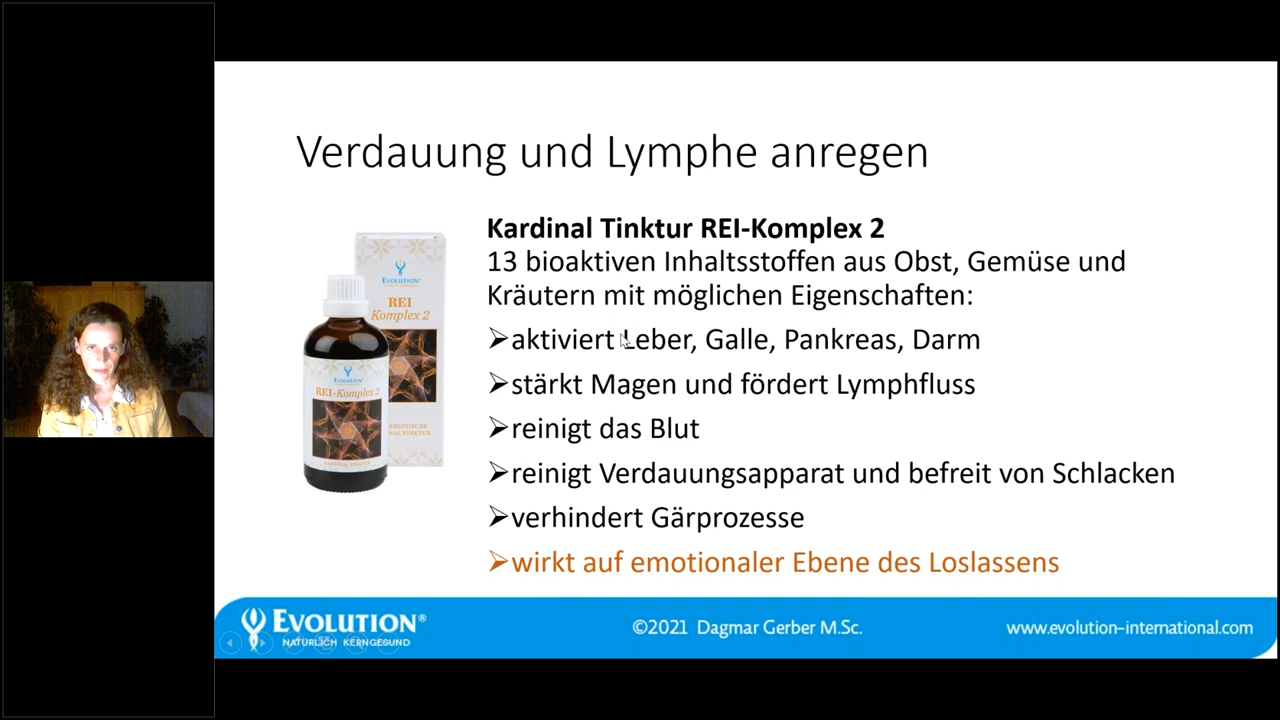 Verdauung und Lymphe anregen
Kardinal Tinktur REI-Komplex 2
13 bioaktiven Inhaltsstoffen aus Obst, Gemüse und
Kräutern mit möglichen Eigenschaften:
➢aktiviert Leber, Galle, Pankreas, Darm
➢stärkt Magen und fördert Lymphfluss
➢reinigt das Blut
➢reinigt Verdauungsapparat und befreit von Schlacken
➢verhindert Gärprozesse
➢wirkt auf emotionaler Ebene des Loslassens
EVOLUTION®
REI
Komplex 2
EVOLUTION
REI-Komplex 2
KARDINAL TINKTUR
EVOLUTION®
NATÜRLICH KERNGESUND
©2021 Dagmar Gerber M.Sc.
www.evolution-international.com